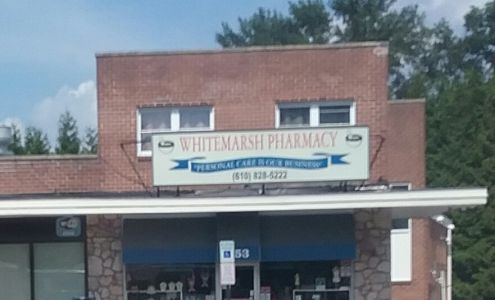 WHITEMARSH PHARMACY
"PERSONAL CARE IS OUR BUSINESS"
(610) 828-5222
53